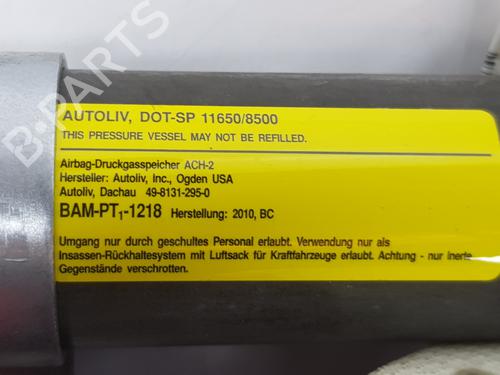 AUTOLIV, DOT-SP 11650/8500
THIS PRESSURE VESSEL MAY NOT BE REFILLED.
Airbag-Druckgasspeicher ACH-2
Hersteller: Autoliv, Inc., Ogden USA
Autoliv, Dachau 49-8131-295-0
BAM-PT₁-1218 Herstellung: 2010, BC
Umgang nur durch geschultes Personal erlaubt. Verwendung nur als
Insassen-Rückhaltesystem mit Luftsack für Kraftfahrzeuge erlaubt. Achtung - nur inerte
Gegenstände verschrotten.
B-PARTS